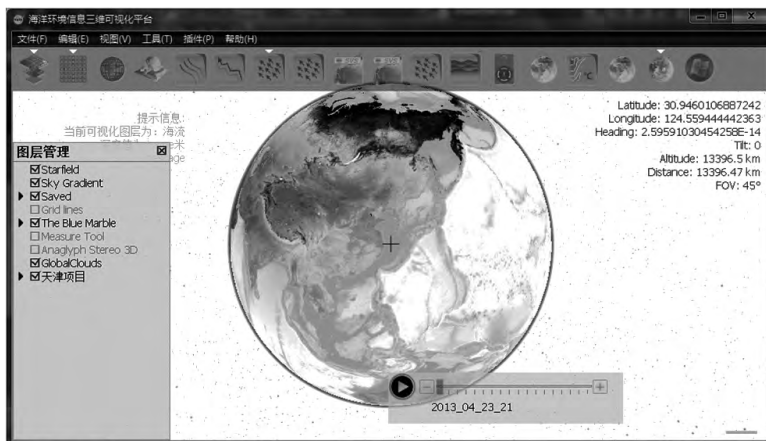 海洋环境信息三维可视化平台
文件(F) 编辑(E) 视图(V) 工具(T) 插件(P) 帮助(H)
提示信息:
当前可视化图层为: 海流
米
age
Latitude: 30.9460106887242
Longitude: 124.559444442363
Heading: 2.59591030454258E-14
Tilt: 0
Altitude: 13396.5 km
Distance: 13396.47 km
FOV: 45°
图层管理
Starfield
Sky Gradient
Saved
Grid lines
The Blue Marble
Measure Tool
Anaglyph Stereo 3D
GlobalClouds
天津项目
2013_04_23_21